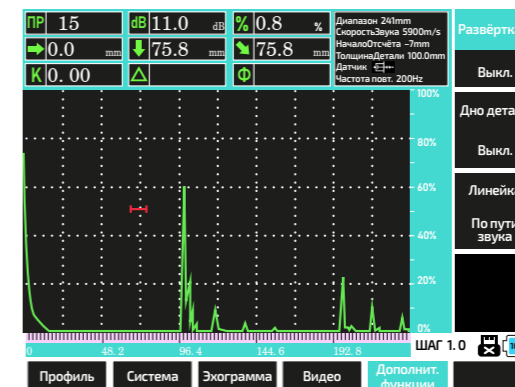 ПР 15 dB 11.0 dB % 0.8 %
→ 0.0 mm ↓ 75.8 mm ↘ 75.8 mm
К 0.00 Δ Ф
Диапазон 241mm
СкоростьЗвука 5900m/s
НачалоОтсчёта -7mm
ТолщинаДетали 100.0mm
Датчик
Частота повт. 200Hz
Развёртк
Выкл.
Дно дета
Выкл.
Линейк
По пути
звука
100%
80%
60%
40%
20%
0%
0 48.2 96.4 144.6 192.8
ШАГ 1.0
Профиль Система Эхограмма Видео Дополнит.
функции